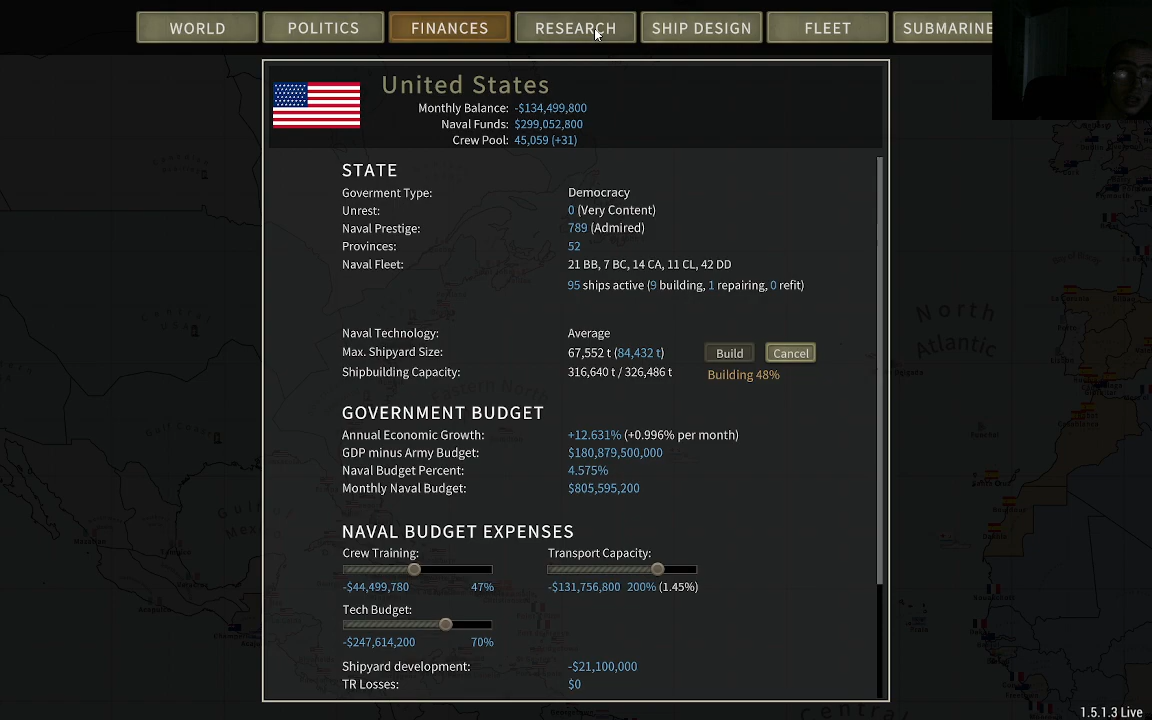 WORLD
POLITICS
FINANCES
RESEARCH
SHIP DESIGN
FLEET
SUBMARINE
United States
Monthly Balance: -$134,499,800
Naval Funds: $299,052,800
Crew Pool: 45,059 (+31)
STATE
Goverment Type: Democracy
Unrest: 0 (Very Content)
Naval Prestige: 789 (Admired)
Provinces: 52
Naval Fleet: 21 BB, 7 BC, 14 CA, 11 CL, 42 DD
95 ships active (9 building, 1 repairing, 0 refit)
Naval Technology: Average
Max. Shipyard Size: 67,552 t (84,432 t) Build Cancel
Shipbuilding Capacity: 316,640 t / 326,486 t Building 48%
GOVERNMENT BUDGET
Annual Economic Growth: +12.631% (+0.996% per month)
GDP minus Army Budget: $180,879,500,000
Naval Budget Percent: 4.575%
Monthly Naval Budget: $805,595,200
NAVAL BUDGET EXPENSES
Crew Training: Transport Capacity:
-$44,499,780 47% -$131,756,800 200% (1.45%)
Tech Budget:
-$247,614,200 70%
Shipyard development: -$21,100,000
TR Losses: $0
North
Atlantic
1.5.1.3 Live